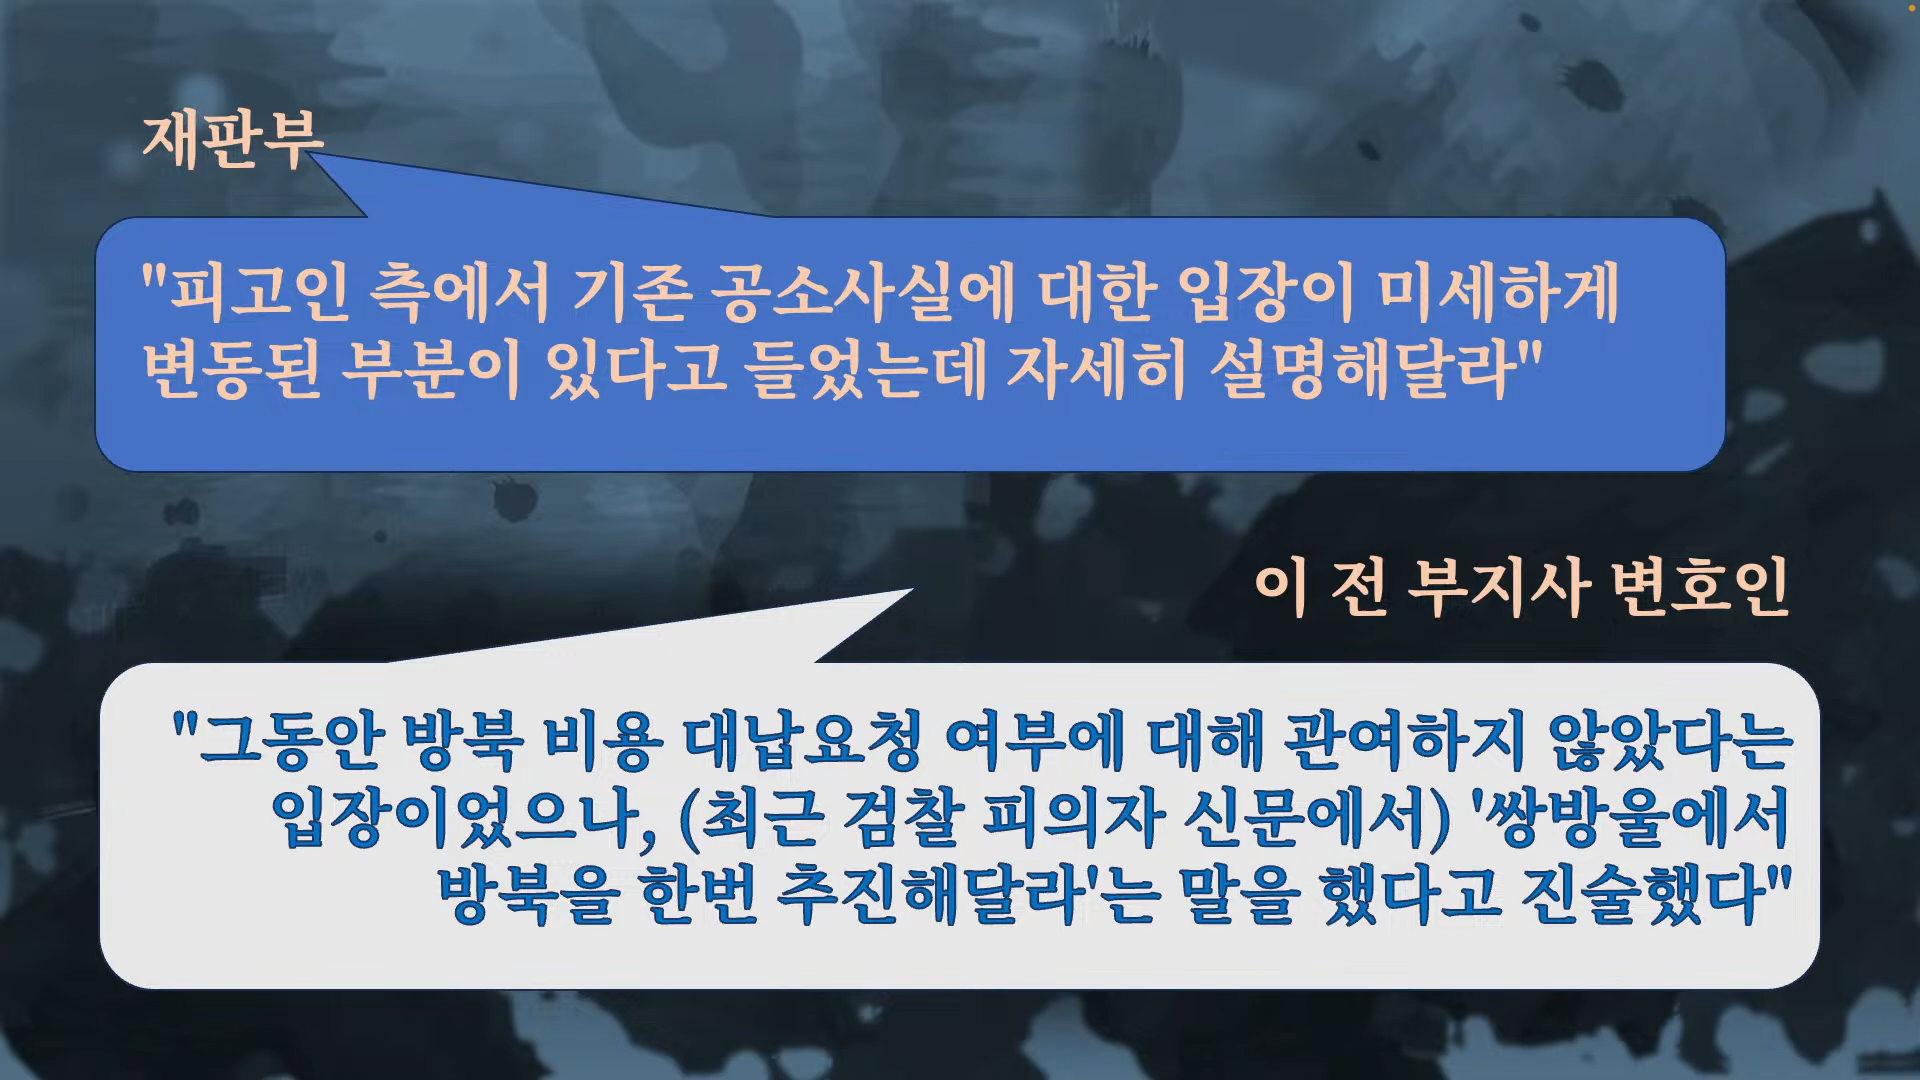 재판부
"피고인 측에서 기존 공소사실에 대한 입장이 미세하게
변동된 부분이 있다고 들었는데 자세히 설명해달라"
이 전 부지사 변호인
"그동안 방북 비용 대납요청 여부에 대해 관여하지 않았다는
입장이었으나, (최근 검찰 피의자 신문에서) '쌍방울에서
방북을 한번 추진해달라'는 말을 했다고 진술했다"